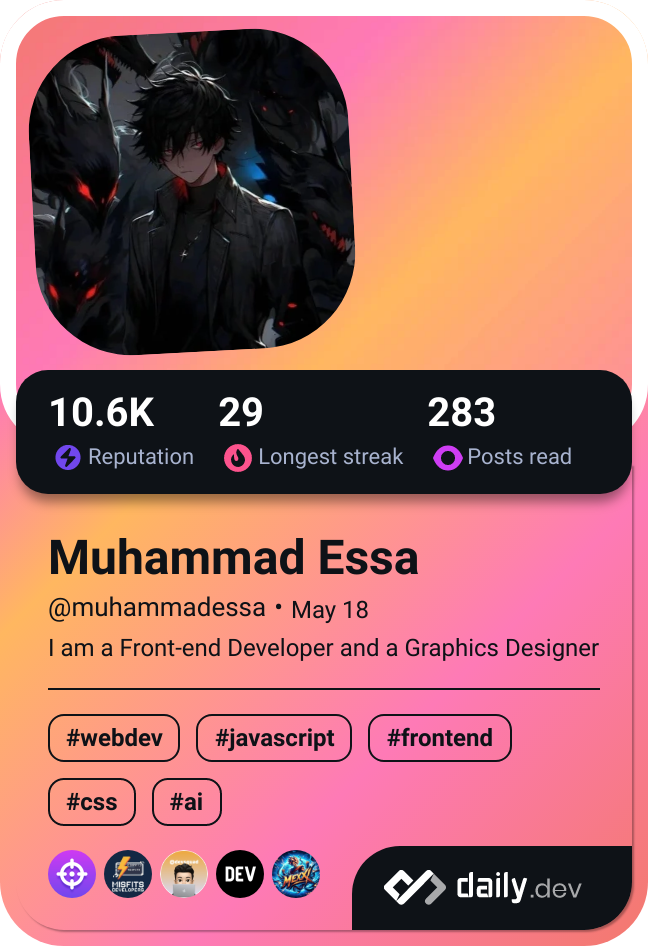 10.6K 29 283
Reputation Longest streak Posts read
Muhammad Essa
@muhammadessa • May 18
I am a Front-end Developer and a Graphics Designer
#webdev #javascript #frontend
#css #ai
MISFITS
DEVELOPERS
DEV
daily.dev